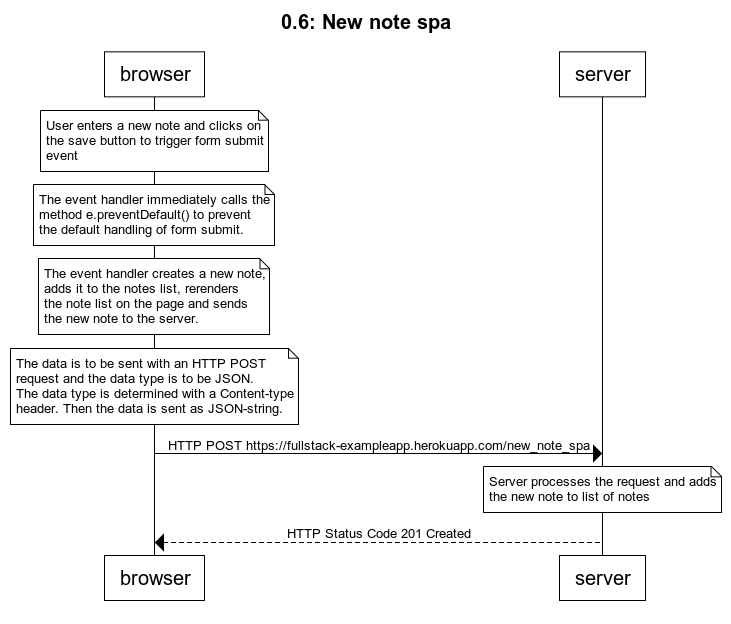 0.6: New note spa
browser
server
User enters a new note and clicks on
the save button to trigger form submit
event
The event handler immediately calls the
method e.preventDefault() to prevent
the default handling of form submit.
The event handler creates a new note,
adds it to the notes list, rerenders
the note list on the page and sends
the new note to the server.
The data is to be sent with an HTTP POST
request and the data type is to be JSON.
The data type is determined with a Content-type
header. Then the data is sent as JSON-string.
HTTP POST https://fullstack-exampleapp.herokuapp.com/new_note_spa
Server processes the request and adds
the new note to list of notes
HTTP Status Code 201 Created
browser
server